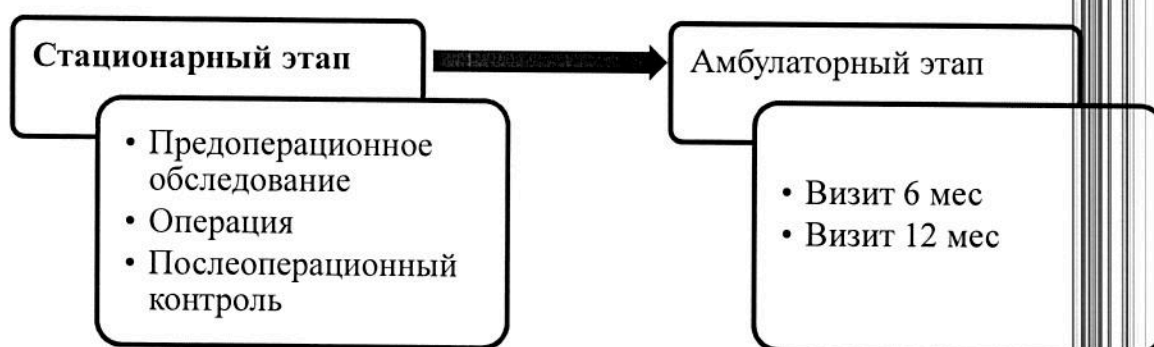 Стационарный этап
• Предоперационное
обследование
• Операция
• Послеоперационный
контроль
Амбулаторный этап
• Визит 6 мес
• Визит 12 мес